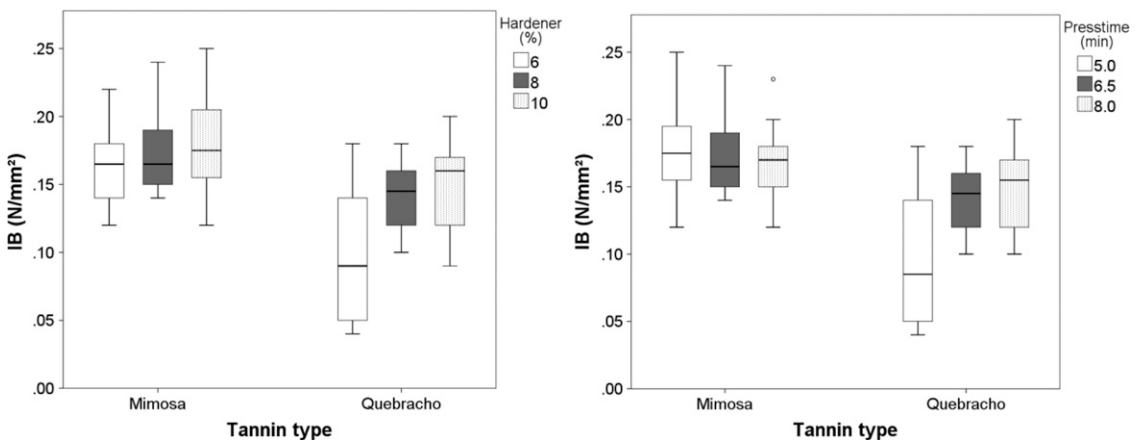 Hardener
(%)
6
8
10
.25
.20
.15
.10
.05
.00
IB (N/mm²)
Mimosa
Quebracho
Tannin type
Presstime
(min)
5.0
6.5
8.0
.25
.20
.15
.10
.05
.00
IB (N/mm²)
Mimosa
Quebracho
Tannin type